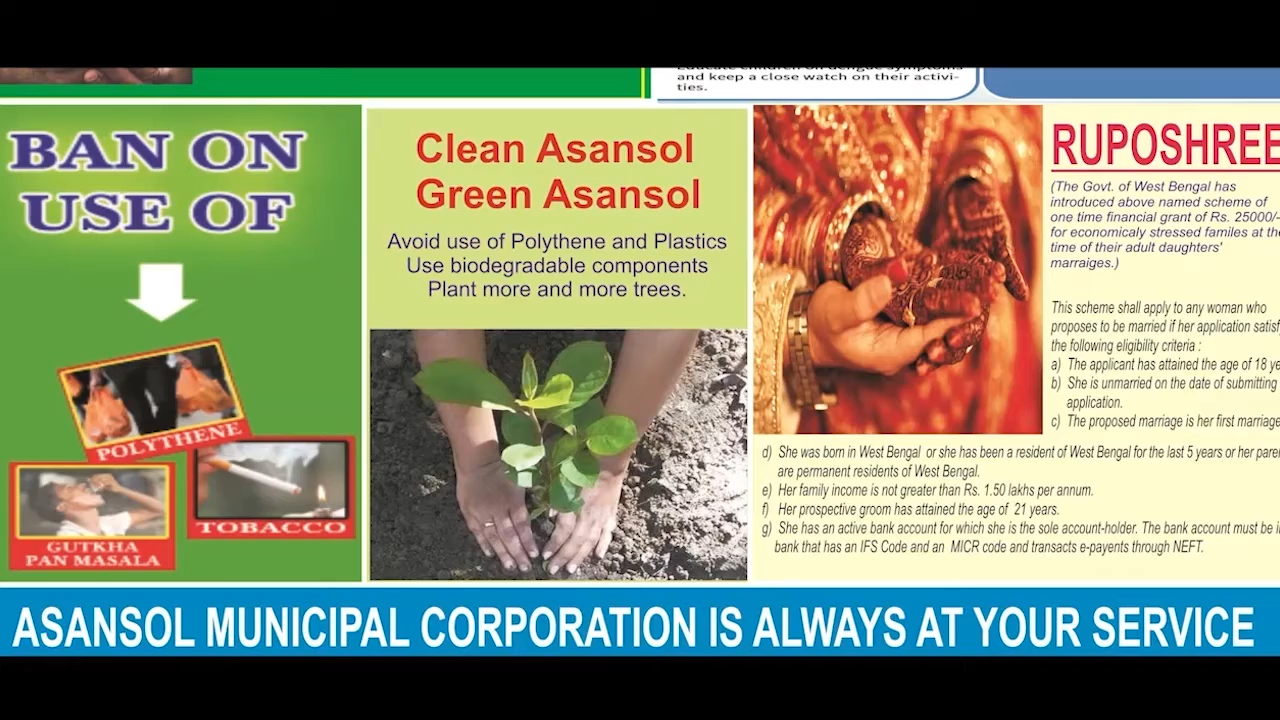 and keep a close watch on their activi-
ties.
BAN ON
USE OF
POLYTHENE
TOBACCO
GUTKHA
PAN MASALA
Clean Asansol
Green Asansol
Avoid use of Polythene and Plastics
Use biodegradable components
Plant more and more trees.
RUPOSHREE
(The Govt. of West Bengal has
introduced above named scheme of
one time financial grant of Rs. 25000/-
for economicaly stressed familes at the
time of their adult daughters'
marraiges.)
This scheme shall apply to any woman who
proposes to be married if her application
the following eligibility criteria :
a) The applicant has attained the age of 18
b) She is unmarried on the date of submitting
application.
c) The proposed marriage is her first marriage
d) She was born in West Bengal or she has been a resident of West Bengal for the last 5 years or her
are permanent residents of West Bengal.
e) Her family income is not greater than Rs. 1.50 lakhs per annum.
f) Her prospective groom has attained the age of 21 years.
g) She has an active bank account for which she is the sole account-holder. The bank account must be
bank that has an IFS Code and an MICR code and transacts e-payents through NEFT.
ASANSOL MUNICIPAL CORPORATION IS ALWAYS AT YOUR SERVICE